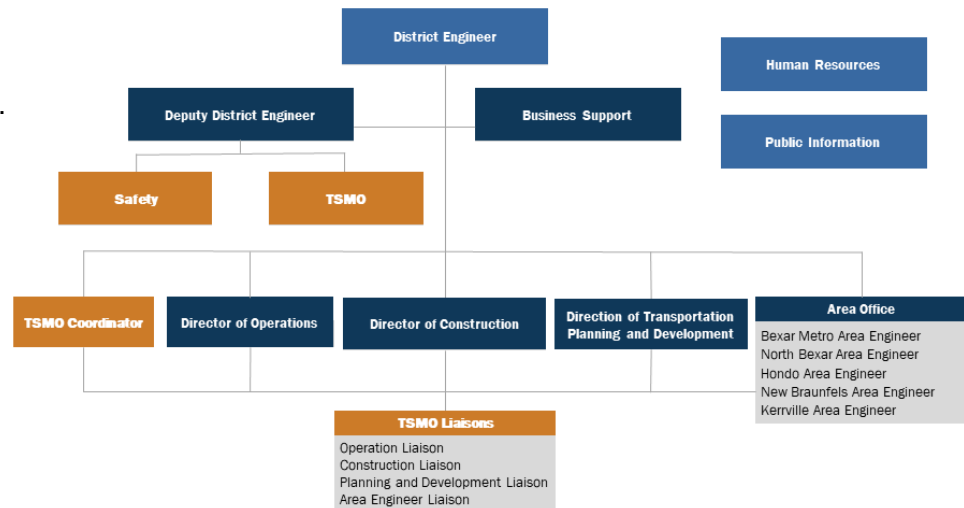 District Engineer
Human Resources
.
Deputy District Engineer
Business Support
Public Information
Safety
TSMO
TSMO Coordinator
Director of Operations
Director of Construction
Direction of Transportation
Planning and Development
Area Office
Bexar Metro Area Engineer
North Bexar Area Engineer
Hondo Area Engineer
New Braunfels Area Engineer
Kerrville Area Engineer
TSMO Liaisons
Operation Liaison
Construction Liaison
Planning and Development Liaison
Area Engineer Liaison